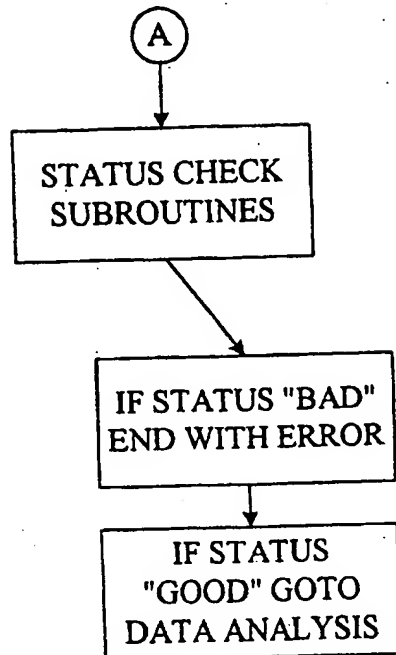 A
STATUS CHECK
SUBROUTINES
IF STATUS "BAD"
END WITH ERROR
IF STATUS
"GOOD" GOTO
DATA ANALYSIS